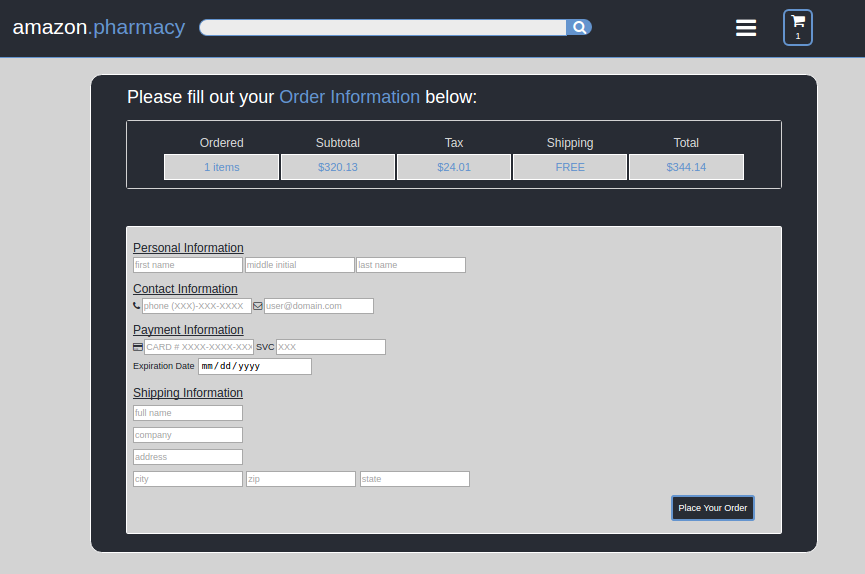 amazon.pharmacy
1
Please fill out your Order Information below:
Ordered Subtotal Tax Shipping Total
1 items $320.13 $24.01 FREE $344.14
Personal Information
first name middle initial last name
Contact Information
phone (XXX)-XXX-XXXX user@domain.com
Payment Information
CARD # XXXX-XXXX-XXX SVC XXX
Expiration Date mm/dd/yyyy
Shipping Information
full name
company
address
city zip state
Place Your Order